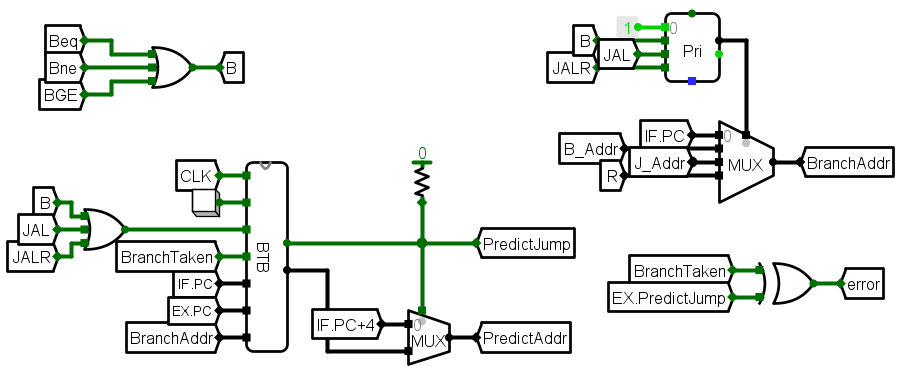 Beq
Bne
BGE
B
1
0
B
JAL
JALR
Pri
IF.PC
B_Addr
J_Addr
R
0
MUX
BranchAddr
CLK
B
JAL
JALR
BranchTaken
IF.PC
EX.PC
BranchAddr
BTB
0
PredictJump
IF.PC+4
0
MUX
PredictAddr
BranchTaken
EX.PredictJump
error